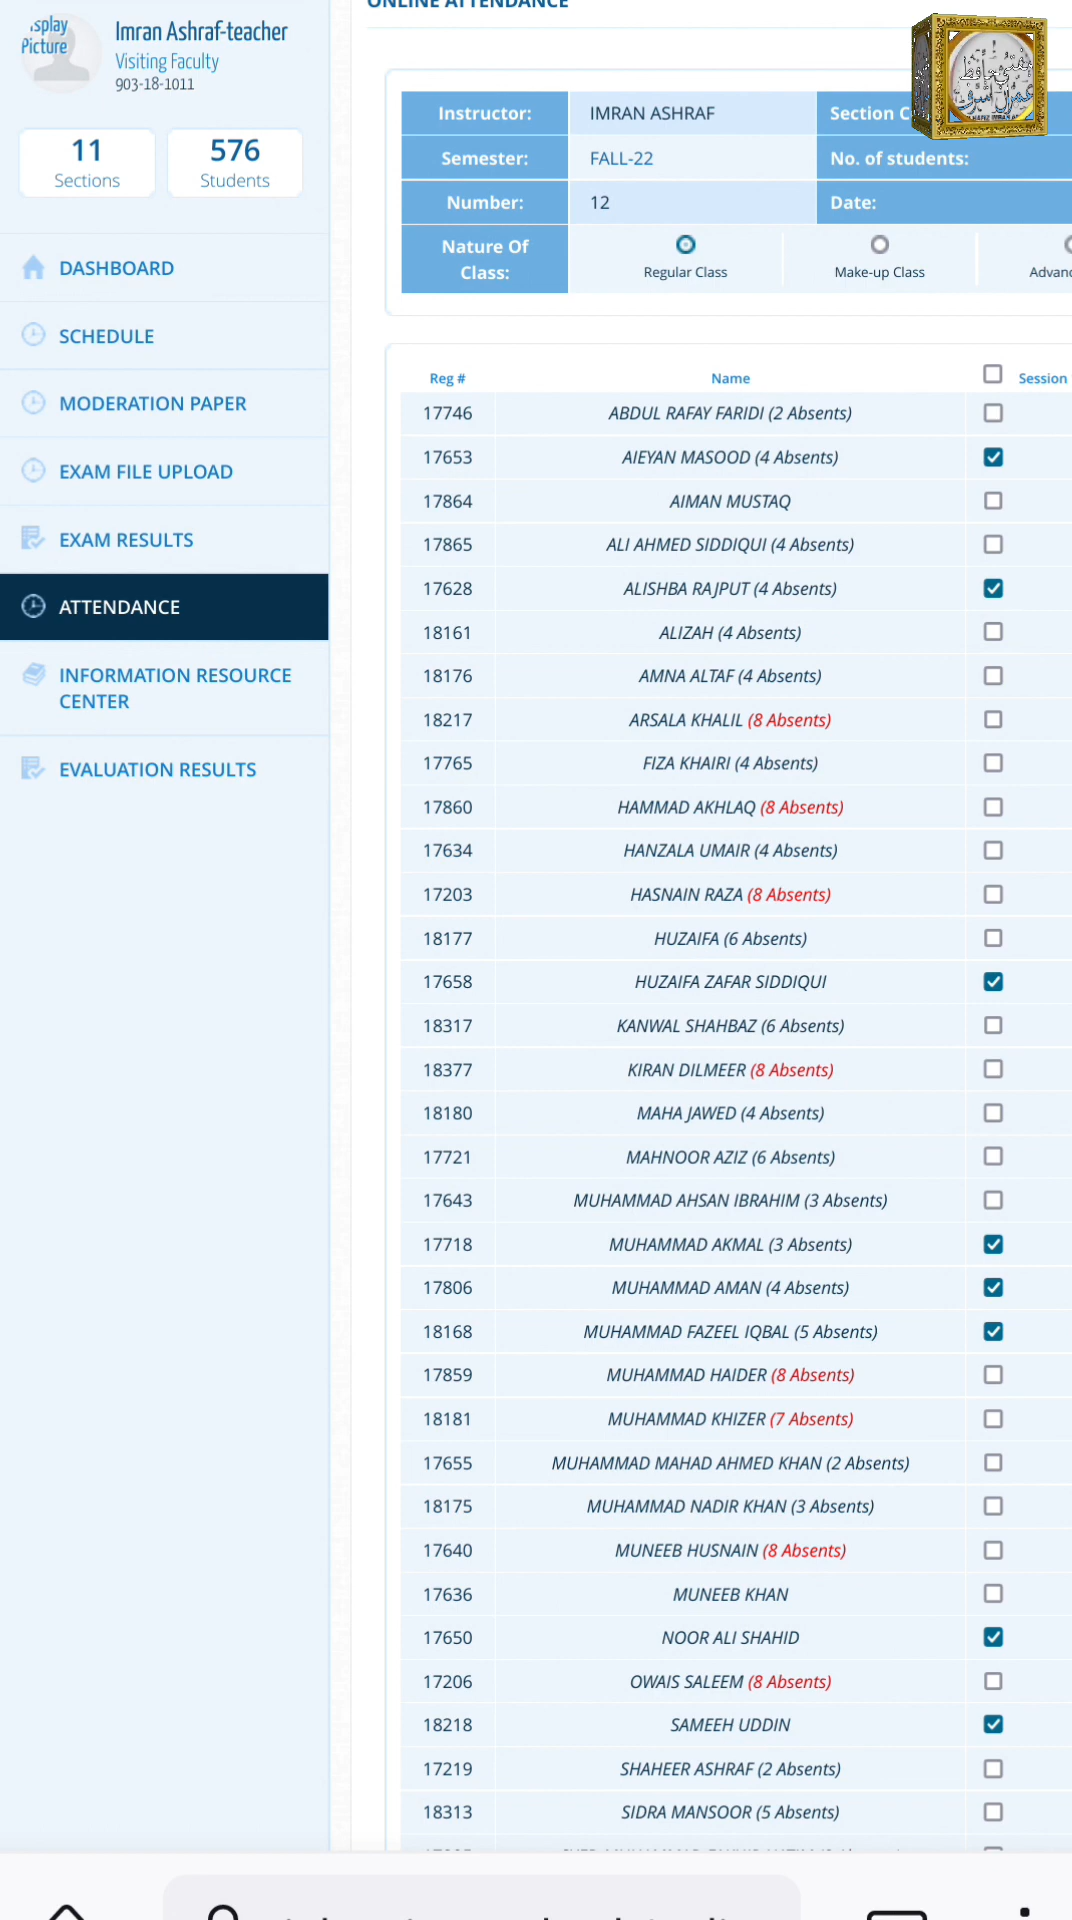 ONLINE ATTENDANCE
isplay
Picture
Imran Ashraf-teacher
Visiting Faculty
903-18-1011
11
Sections
576
Students
DASHBOARD
SCHEDULE
MODERATION PAPER
EXAM FILE UPLOAD
EXAM RESULTS
ATTENDANCE
INFORMATION RESOURCE
CENTER
EVALUATION RESULTS
Instructor: IMRAN ASHRAF Section C
Semester: FALL-22 No. of students:
Number: 12 Date:
Nature Of
Class:
Regular Class Make-up Class Advanc
Reg # Name Session
17746 ABDUL RAFAY FARIDI (2 Absents)
17653 AIEYAN MASOOD (4 Absents)
17864 AIMAN MUSTAQ
17865 ALI AHMED SIDDIQUI (4 Absents)
17628 ALISHBA RAJPUT (4 Absents)
18161 ALIZAH (4 Absents)
18176 AMNA ALTAF (4 Absents)
18217 ARSALA KHALIL (8 Absents)
17765 FIZA KHAIRI (4 Absents)
17860 HAMMAD AKHLAQ (8 Absents)
17634 HANZALA UMAIR (4 Absents)
17203 HASNAIN RAZA (8 Absents)
18177 HUZAIFA (6 Absents)
17658 HUZAIFA ZAFAR SIDDIQUI
18317 KANWAL SHAHBAZ (6 Absents)
18377 KIRAN DILMEER (8 Absents)
18180 MAHA JAWED (4 Absents)
17721 MAHNOOR AZIZ (6 Absents)
17643 MUHAMMAD AHSAN IBRAHIM (3 Absents)
17718 MUHAMMAD AKMAL (3 Absents)
17806 MUHAMMAD AMAN (4 Absents)
18168 MUHAMMAD FAZEEL IQBAL (5 Absents)
17859 MUHAMMAD HAIDER (8 Absents)
18181 MUHAMMAD KHIZER (7 Absents)
17655 MUHAMMAD MAHAD AHMED KHAN (2 Absents)
18175 MUHAMMAD NADIR KHAN (3 Absents)
17640 MUNEEB HUSNAIN (8 Absents)
17636 MUNEEB KHAN
17650 NOOR ALI SHAHID
17206 OWAIS SALEEM (8 Absents)
18218 SAMEEH UDDIN
17219 SHAHEER ASHRAF (2 Absents)
18313 SIDRA MANSOOR (5 Absents)